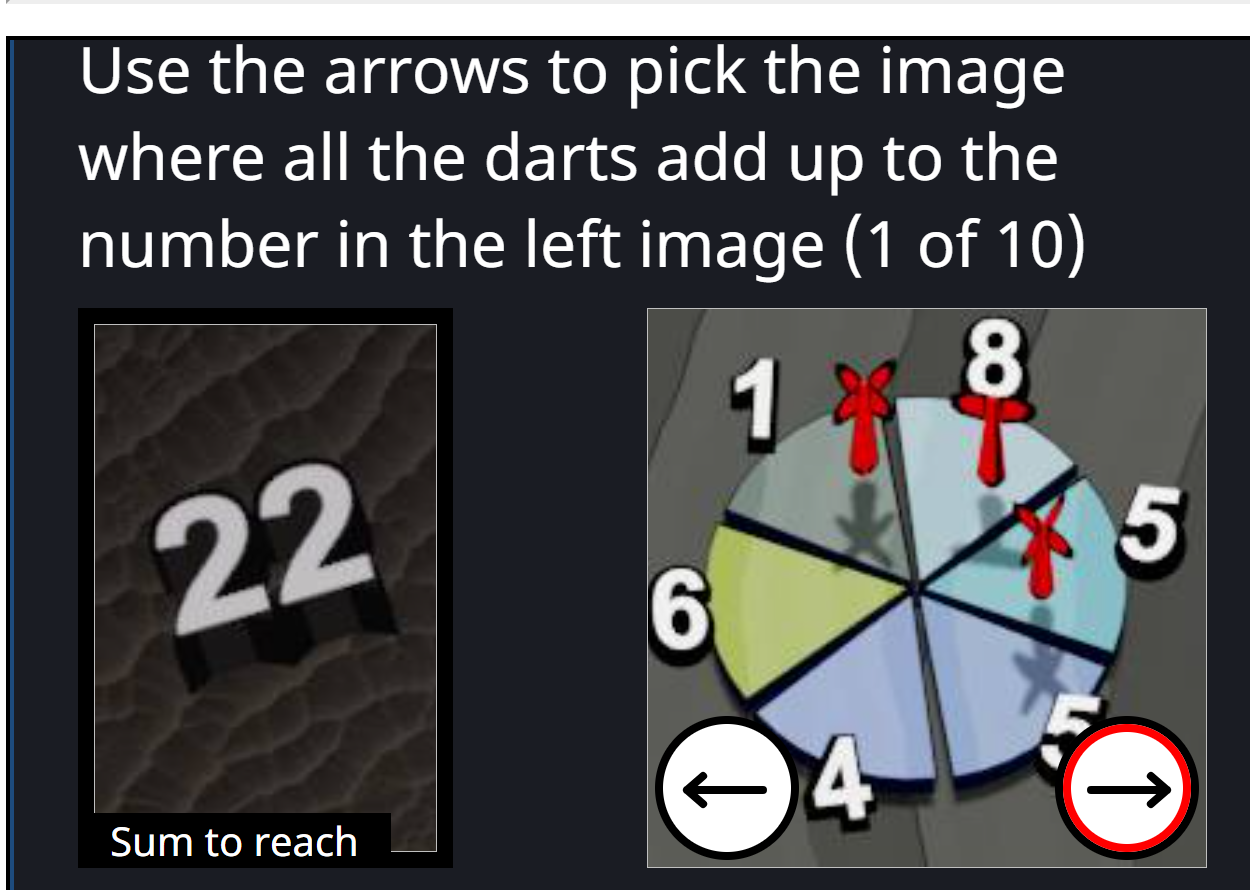 Use the arrows to pick the image
where all the darts add up to the
number in the left image (1 of 10)
22
Sum to reach
1
8
5
6
4
5